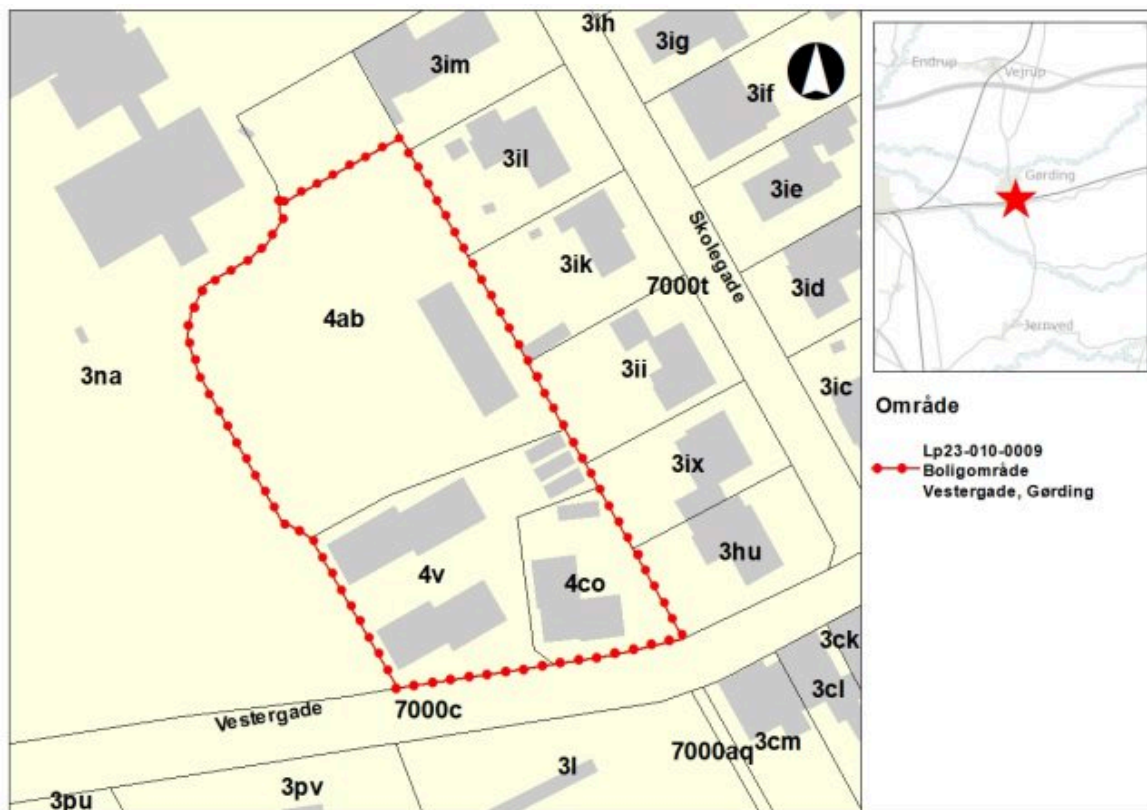 3ih
3ig
3im
3if
3il
3ie
3ik
Skolegade
7000t
3id
4ab
3na
3ii
3ic
3ix
3hu
4v
4co
3ck
3cl
Vestergade
7000c
7000aq
3cm
3l
3pv
3pu
Endrup
Vejrup
Gørding
Jernved
Område
Lp23-010-0009
Boligområde
Vestergade, Gørding